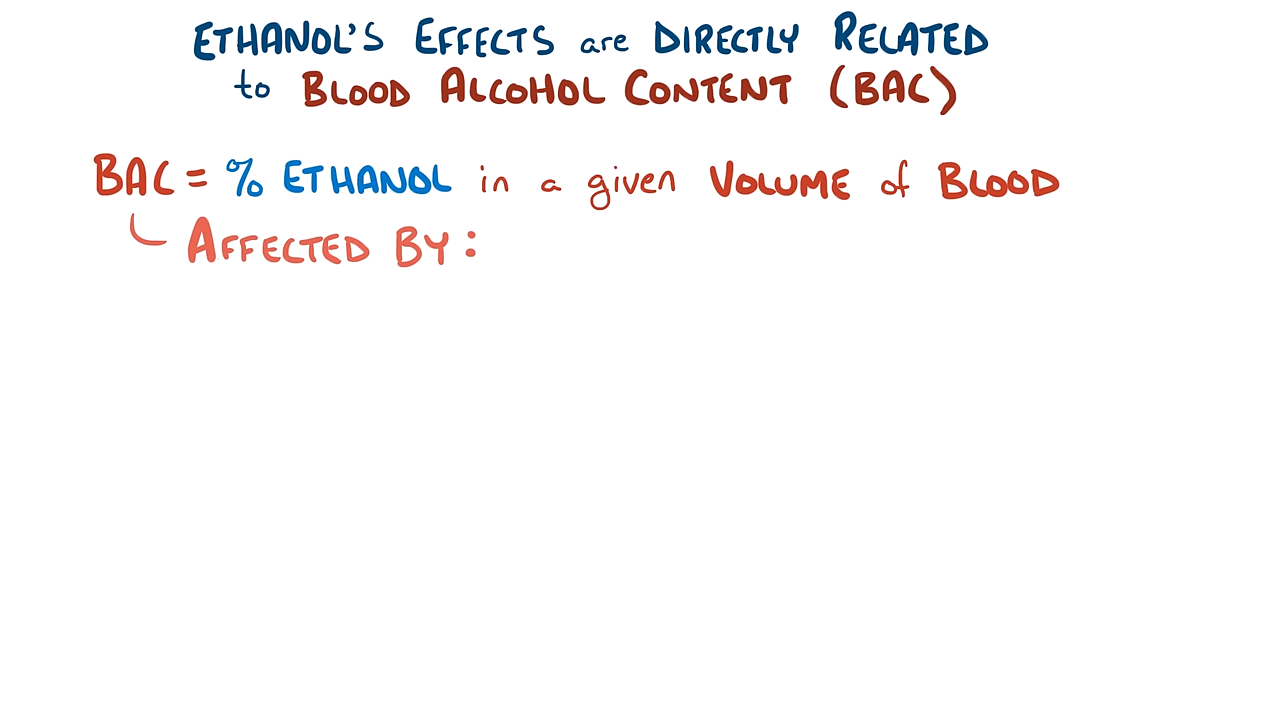 ETHANOL'S EFFECTS are DIRECTLY RELATED
to BLOOD ALCOHOL CONTENT (BAC)
BAC = % ETHANOL in a given VOLUME of BLOOD
AFFECTED BY: